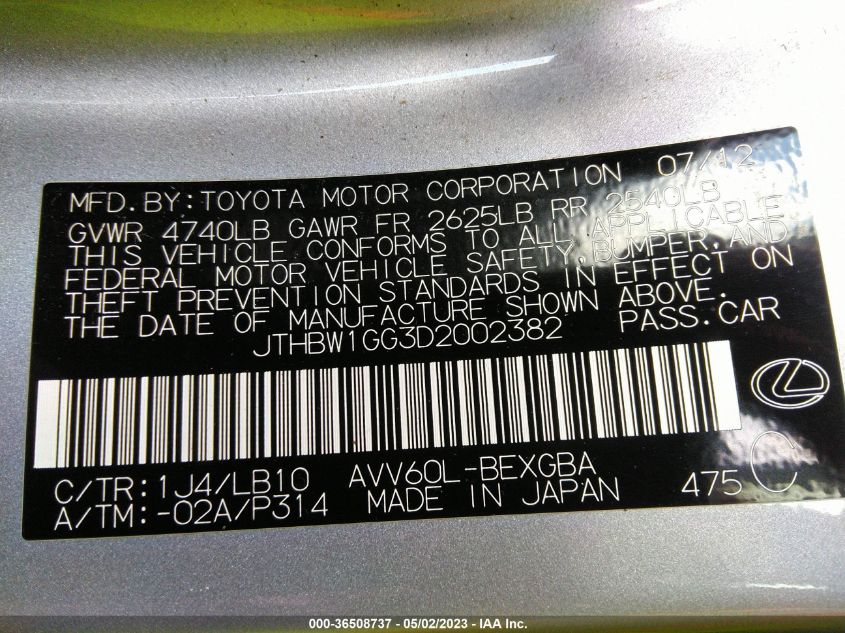 MFD. BY: TOYOTA MOTOR CORPORATION 07/12
GVWR 4740LB GAWR FR 2625LB RR 2540LB
THIS VEHICLE CONFORMS TO ALL APPLICABLE
FEDERAL MOTOR VEHICLE SAFETY, BUMPER, AND
THEFT PREVENTION STANDARDS IN EFFECT ON
THE DATE OF MANUFACTURE SHOWN ABOVE.
JTHBW1GG3D2002382 PASS. CAR
C/TR: 1J4/LB10 AVV60L-BEXGBA
A/TM: -02A/P314 MADE IN JAPAN 475 C
000-36508737 - 05/02/2023 - IAA Inc.